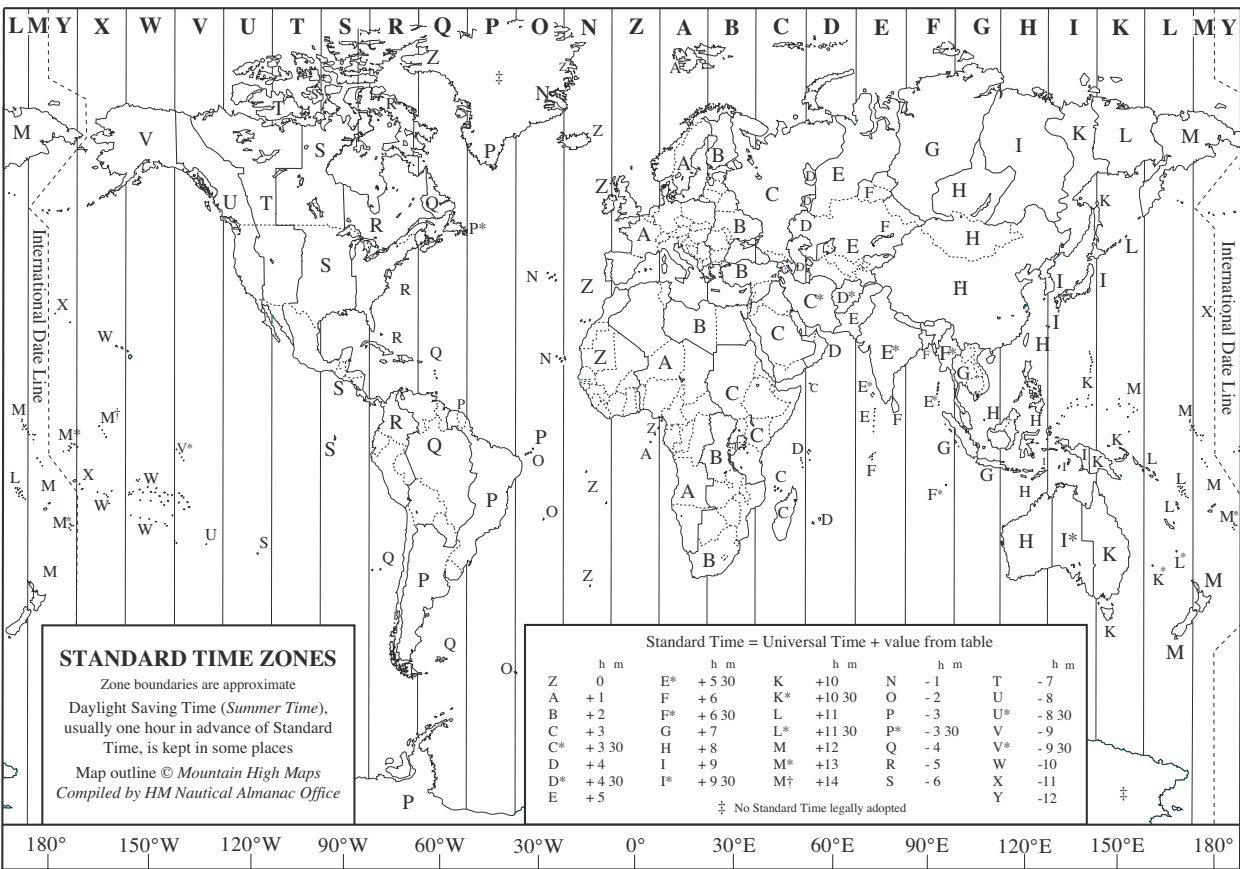 L M Y X W V U T S R Q P O N Z A B C D E F G H I K L M Y
Z A Z
‡
T S R N
M V S Z P A B C E G I K L M
U T R Q P* Z A B D D D E F H K
S N Z A B D E F H L I I
International Date Line
International Date Line
X R C* D* E H I X
W R Q N Z A B C D E* F F* G H K
M S P C E* E* E F K M M
M* M† V* S R Q P O Z A B C D G H H I K
L M X W Q F G I I K L
W W P N A C C F* H L M
M* W U S O D H I* K L M*
M P Q Z B K* L* M
K
M
Q O
P ‡
STANDARD TIME ZONES
Zone boundaries are approximate
Daylight Saving Time (Summer Time),
usually one hour in advance of Standard
Time, is kept in some places
Map outline © Mountain High Maps
Compiled by HM Nautical Almanac Office
Standard Time = Universal Time + value from table
h m h m h m h m h m
Z 0 E* + 5 30 K +10 N - 1 T - 7
A + 1 F + 6 K* +10 30 O - 2 U - 8
B + 2 F* + 6 30 L +11 P - 3 U* - 8 30
C + 3 G + 7 L* +11 30 P* - 3 30 V - 9
C* + 3 30 H + 8 M +12 Q - 4 V* - 9 30
D + 4 I + 9 M* +13 R - 5 W -10
D* + 4 30 I* + 9 30 M† +14 S - 6 X -11
E + 5 Y -12
‡ No Standard Time legally adopted
180° 150°W 120°W 90°W 60°W 30°W 0° 30°E 60°E 90°E 120°E 150°E 180°